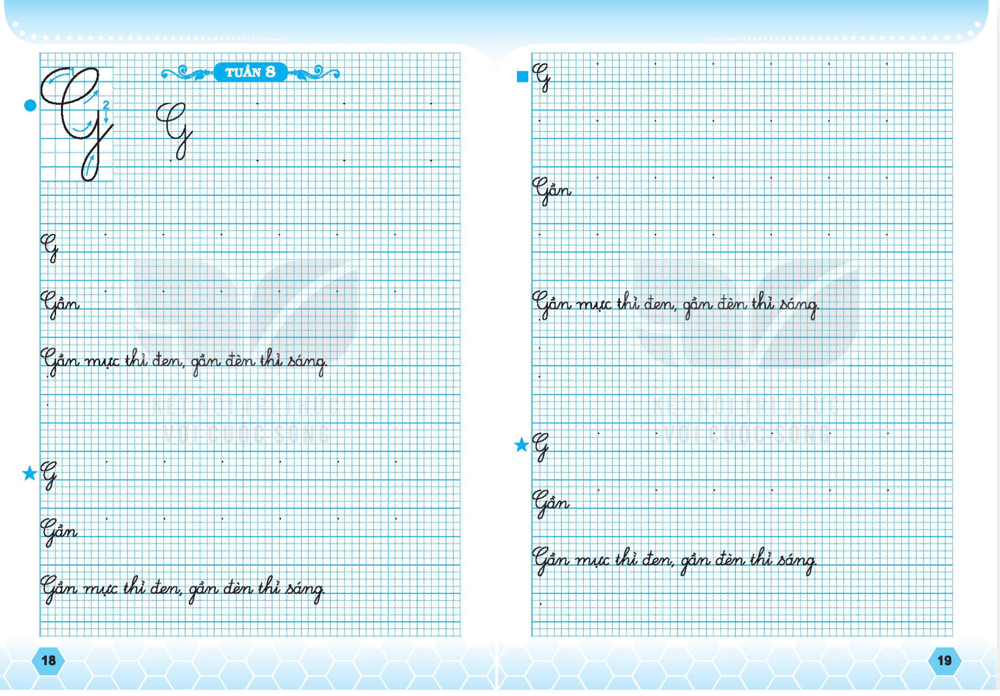 TUẦN 8
1
2
G
G
G
Gần
Gần mực thì đen, gần đèn thì sáng.
KẾT NỐI TRI THỨC
VỚI CUỘC SỐNG
G
Gần
Gần mực thì đen, gần đèn thì sáng.
18
G
Gần
Gần mực thì đen, gần đèn thì sáng.
KẾT NỐI TRI THỨC
VỚI CUỘC SỐNG
G
Gần
Gần mực thì đen, gần đèn thì sáng.
19